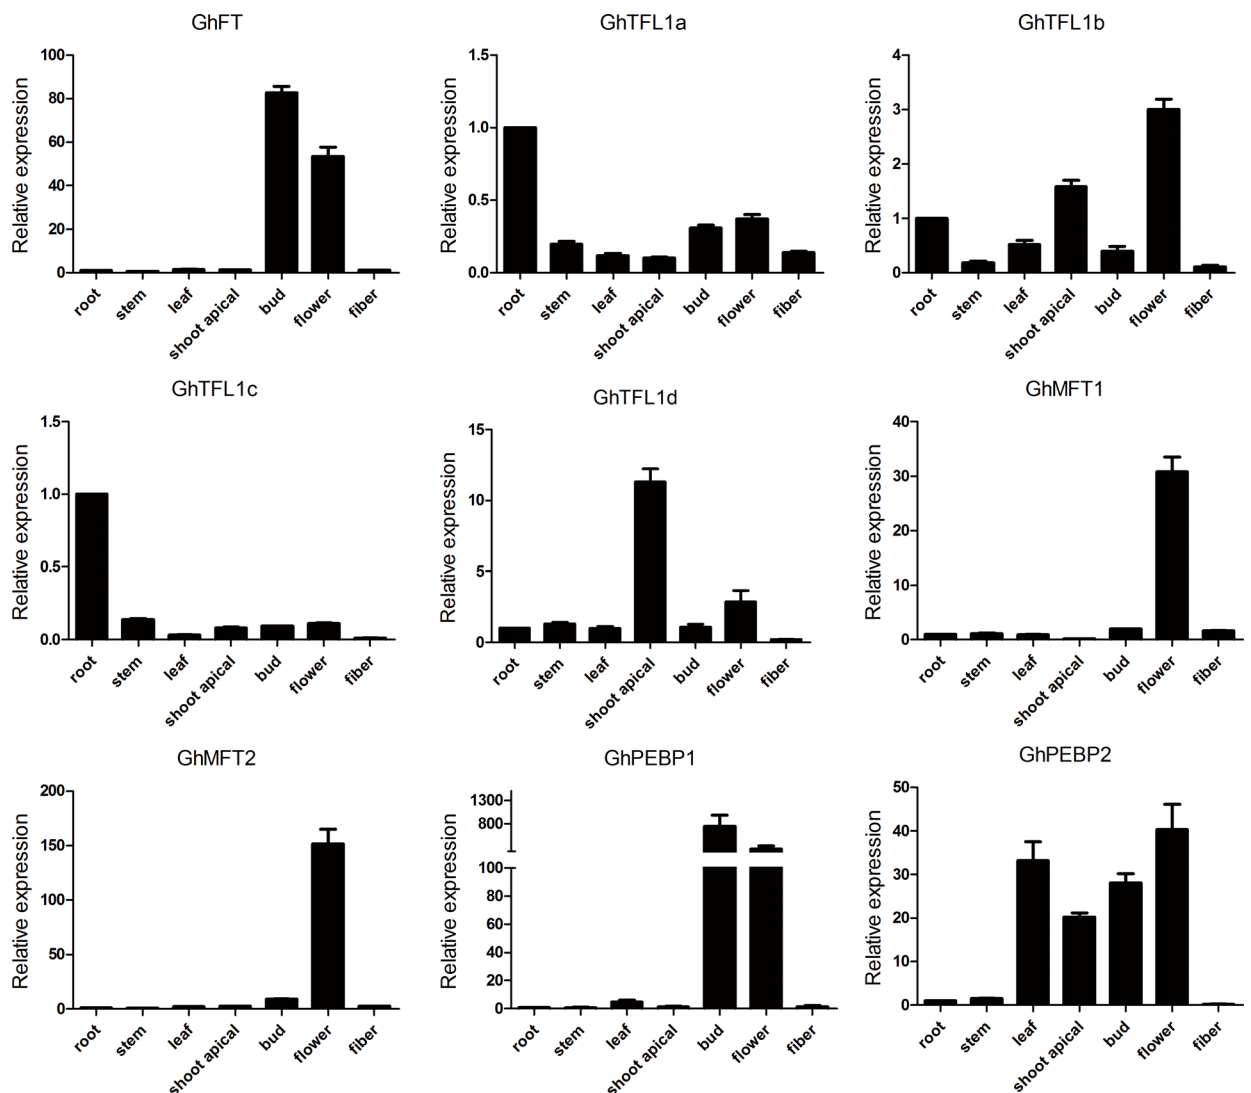 GhFT
Relative expression
100
80
60
40
20
0
root
stem
leaf
shoot apical
bud
flower
fiber
GhTFL1a
Relative expression
1.5
1.0
0.5
0.0
root
stem
leaf
shoot apical
bud
flower
fiber
GhTFL1b
Relative expression
4
3
2
1
0
root
stem
leaf
shoot apical
bud
flower
fiber
GhTFL1c
Relative expression
1.5
1.0
0.5
0.0
root
stem
leaf
shoot apical
bud
flower
fiber
GhTFL1d
Relative expression
15
10
5
0
root
stem
leaf
shoot apical
bud
flower
fiber
GhMFT1
Relative expression
40
30
20
10
0
root
stem
leaf
shoot apical
bud
flower
fiber
GhMFT2
Relative expression
200
150
100
50
0
root
stem
leaf
shoot apical
bud
flower
fiber
GhPEBP1
Relative expression
1300
800
100
80
60
40
20
0
root
stem
leaf
shoot apical
bud
flower
fiber
GhPEBP2
Relative expression
50
40
30
20
10
0
root
stem
leaf
shoot apical
bud
flower
fiber